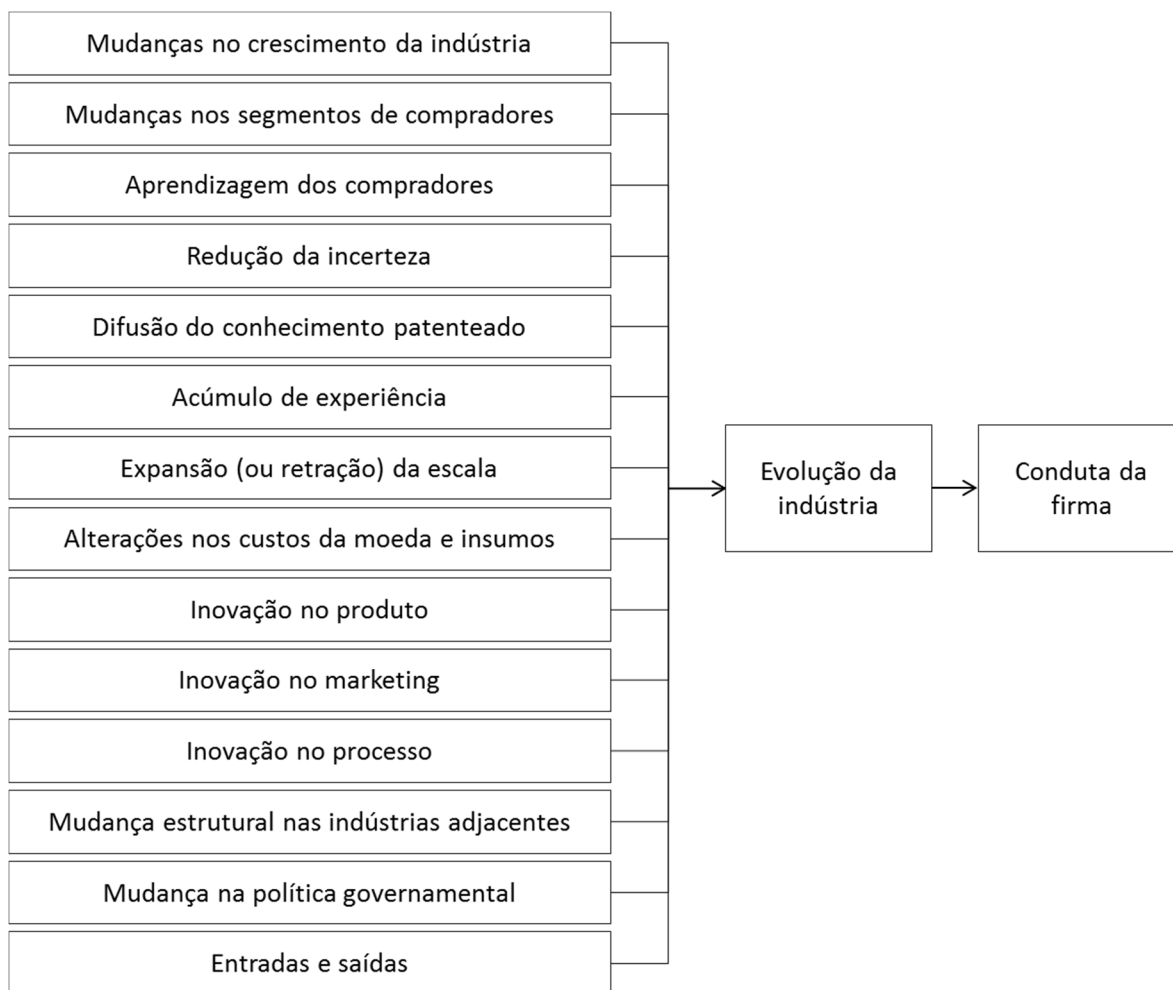 Mudanças no crescimento da indústria
Mudanças nos segmentos de compradores
Aprendizagem dos compradores
Redução da incerteza
Difusão do conhecimento patenteado
Acúmulo de experiência
Expansão (ou retração) da escala
Alterações nos custos da moeda e insumos
Inovação no produto
Inovação no marketing
Inovação no processo
Mudança estrutural nas indústrias adjacentes
Mudança na política governamental
Entradas e saídas
Evolução da
indústria
Conduta da
firma